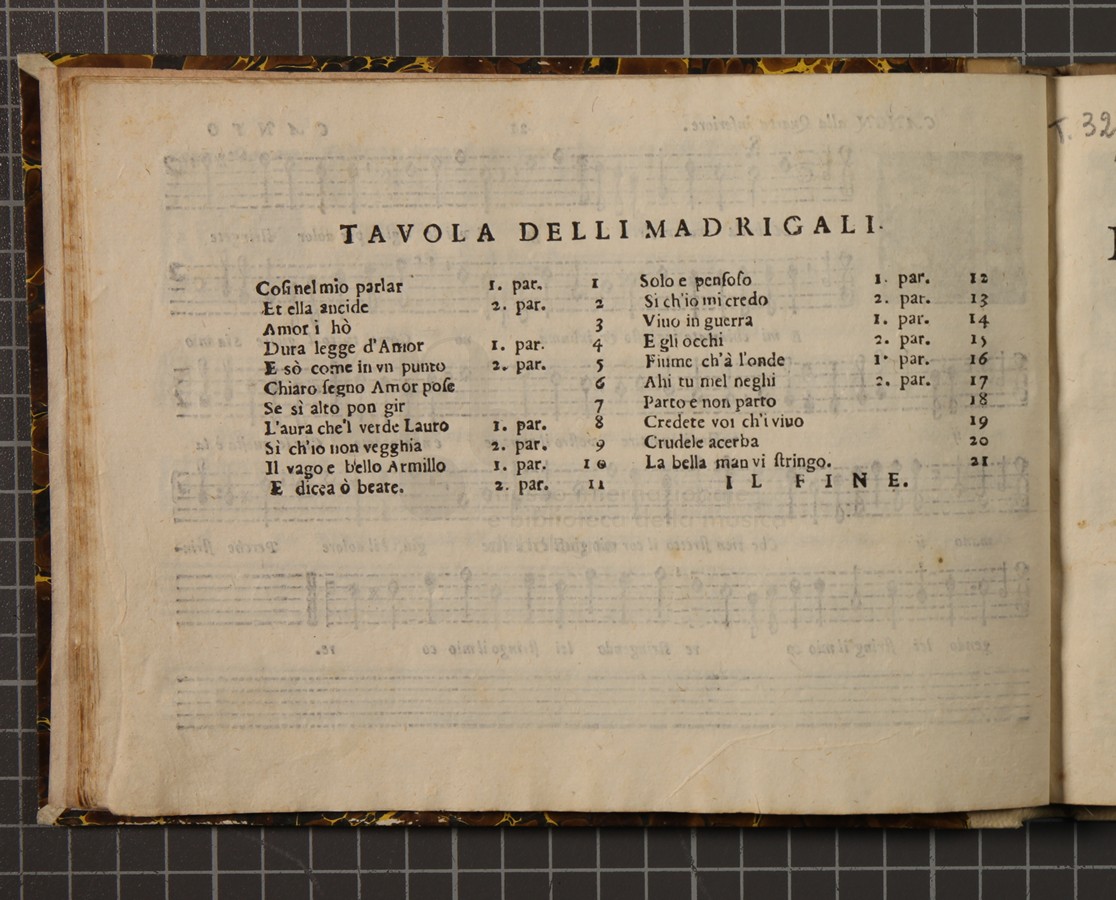 TAVOLA DELLI MADRIGALI.
Coſi nel mio parlar 1. par. 1
Et ella ancide 2. par. 2
Amor i hò 3
Dura legge d'Amor 1. par. 4
E sò come in vn punto 2. par. 5
Chiaro ſegno Amor poſe 6
Se sì alto pon gir 7
L'aura che'l verde Lauro 1. par. 8
Sì ch'io non vegghia 2. par. 9
Il vago e bello Armillo 1. par. 10
E dicea ò beate. 2. par. 11
Solo e penſoſo 1. par. 12
Si ch'io mi credo 2. par. 13
Viuo in guerra 1. par. 14
E gli occhi 2. par. 15
Fiume ch'à l'onde 1. par. 16
Ahi tu mel neghi 2. par. 17
Parto e non parto 18
Credete voi ch'i viuo 19
Crudele acerba 20
La bella man vi ſtringo. 21
IL FINE.
T. 32